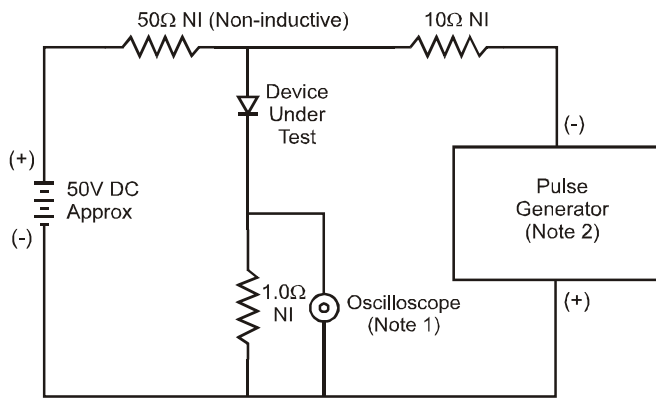 50Ω NI (Non-inductive)
10Ω NI
Device
Under
Test
(-)
(+)
50V DC
Approx
(-)
Pulse
Generator
(Note 2)
1.0Ω
NI
Oscilloscope
(Note 1)
(+)